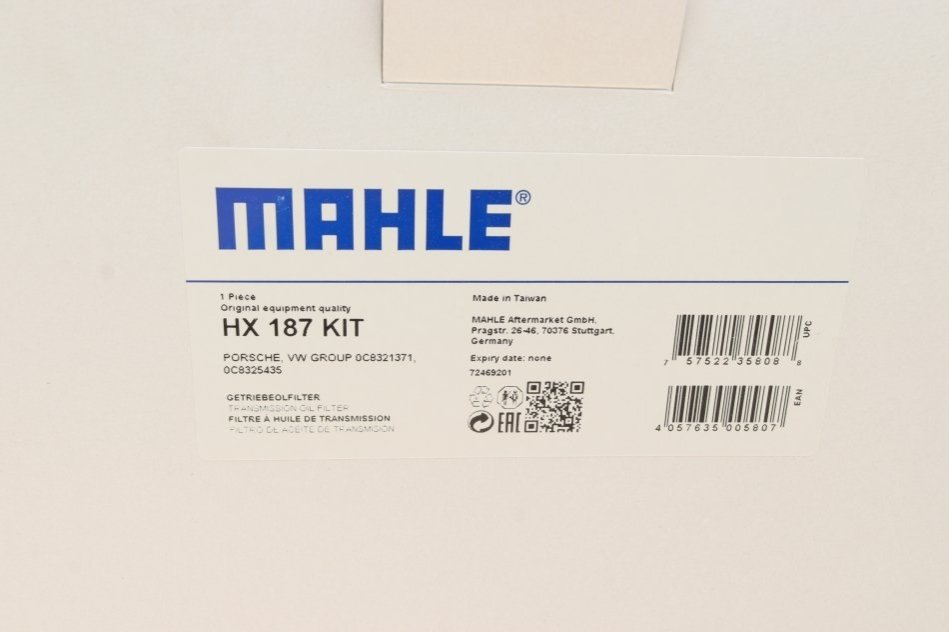 MAHLE®
1 Piece
Original equipment quality
HX 187 KIT
PORSCHE, VW GROUP 0C8321371,
0C8325435
GETRIEBEOLFILTER
TRANSMISSION OIL FILTER
FILTRE À HUILE DE TRANSMISSION
FILTRO DE ACEITE DE TRANSMISION
Made in Taiwan
MAHLE Aftermarket GmbH,
Pragstr. 26-46, 70376 Stuttgart,
Germany
Expiry date: none
72469201
EAC
7 57522 35808 8
UPC
4 057635 005807
EAN